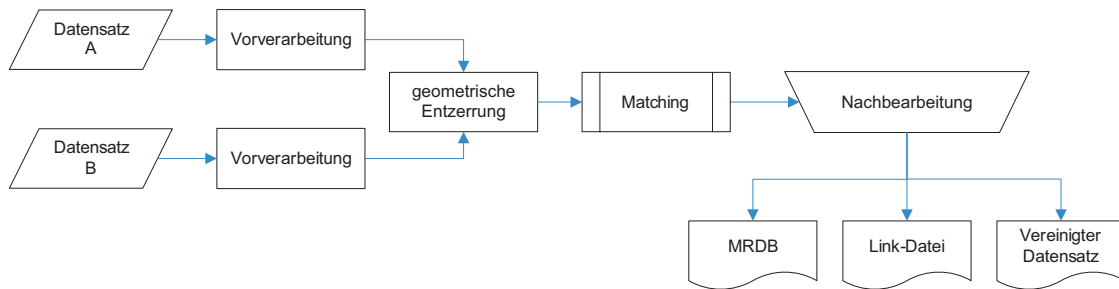 Datensatz
A
Vorverarbeitung
geometrische
Entzerrung
Matching
Nachbearbeitung
Datensatz
B
Vorverarbeitung
MRDB
Link-Datei
Vereinigter
Datensatz